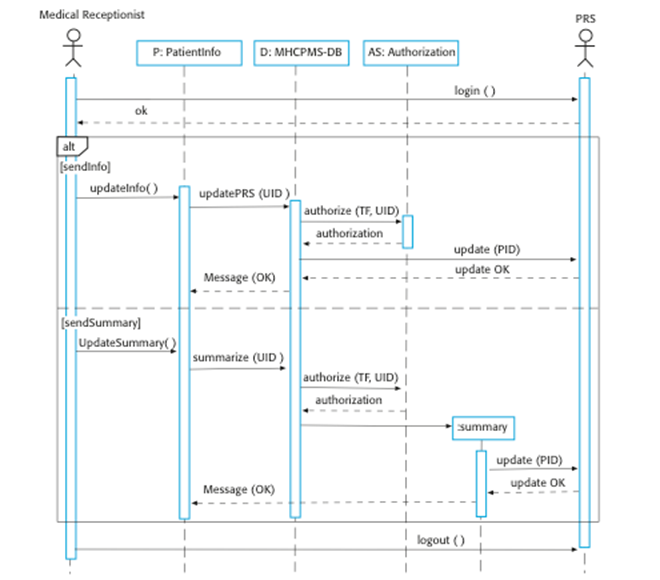 Medical Receptionist
PRS
P: PatientInfo
D: MHCPMS-DB
AS: Authorization
login ( )
ok
alt
[sendInfo]
updateInfo( )
updatePRS (UID )
authorize (TF, UID)
authorization
update (PID)
update OK
Message (OK)
[sendSummary]
UpdateSummary( )
summarize (UID )
authorize (TF, UID)
authorization
:summary
update (PID)
update OK
Message (OK)
logout ( )